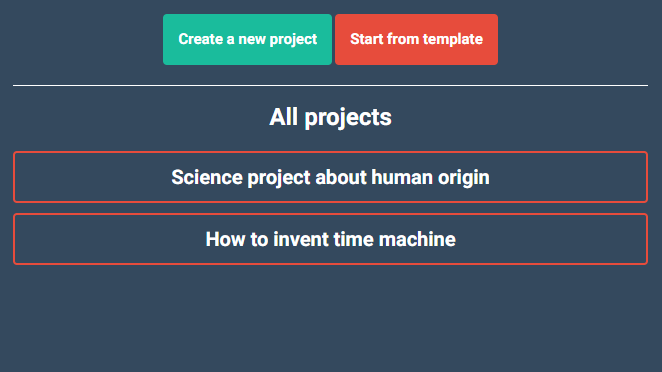 Create a new project
Start from template
All projects
Science project about human origin
How to invent time machine